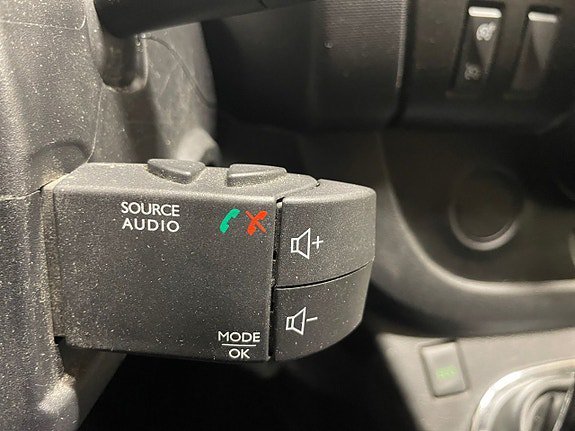 SOURCE
AUDIO
+
-
MODE
OK